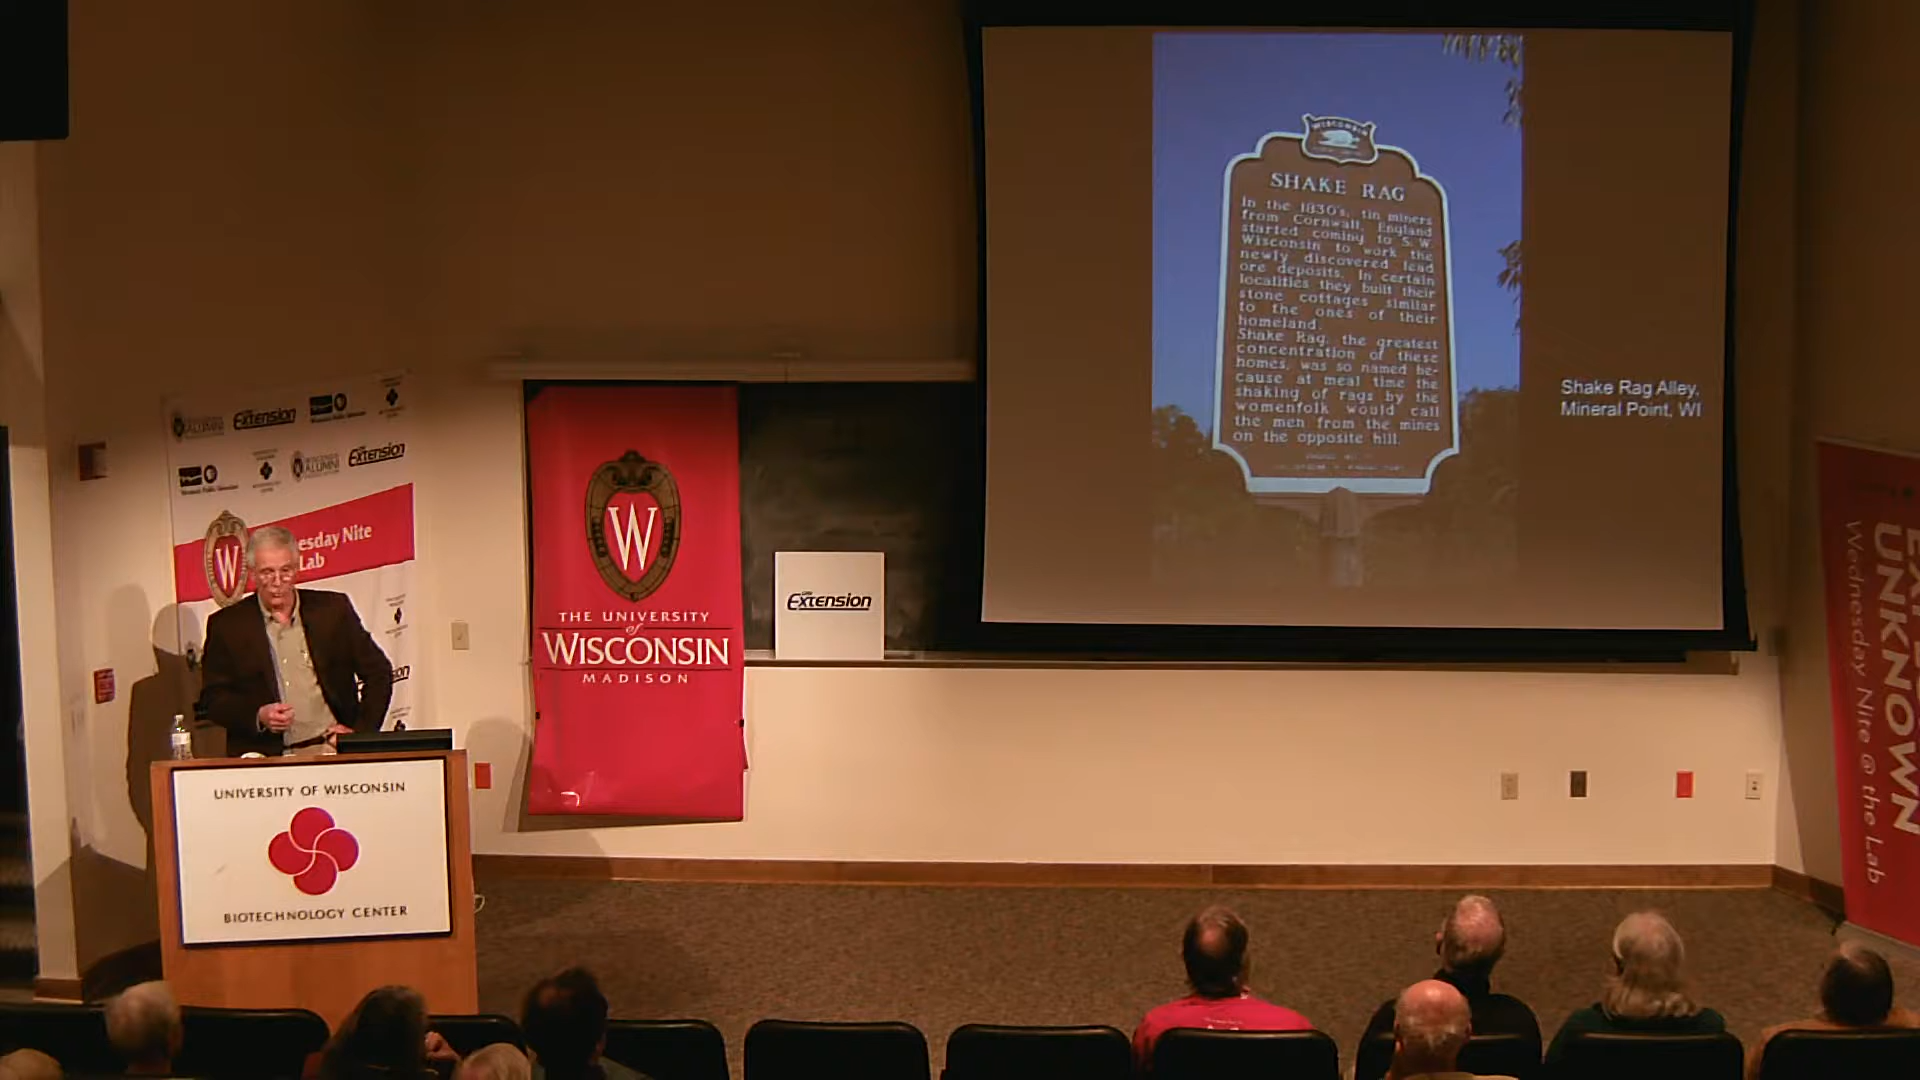 WISCONSIN
SHAKE RAG
In the 1830's, tin miners
from Cornwall, England
started coming to S. W.
Wisconsin to work the
newly discovered lead
ore deposits. In certain
localities they built their
stone cottages similar
to the ones of their
homeland.
Shake Rag, the greatest
concentration of these
homes, was so named be-
cause at meal time the
shaking of rags by the
womenfolk would call
the men from the mines
on the opposite hill.
Shake Rag Alley,
Mineral Point, WI
ALUMNI
Extension
WISCONSIN
ALUMNI
Extension
W
esday Nite
Lab
W
THE UNIVERSITY
of
WISCONSIN
MADISON
Extension
UNIVERSITY OF WISCONSIN
BIOTECHNOLOGY CENTER
UNKNOWN
Wednesday Nite @ the Lab